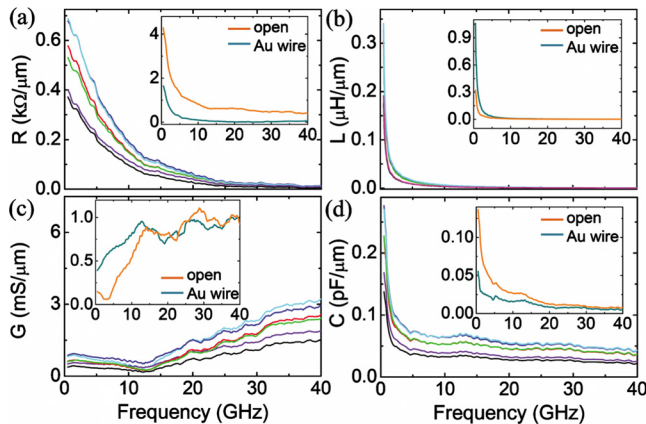 (a)
R (kΩ/μm)
0.6
0.4
0.2
0.0
4
2
0
open
Au wire
0 10 20 30 40
(b)
L (μH/μm)
0.3
0.2
0.1
0.0
0.9
0.6
0.3
0.0
open
Au wire
0 10 20 30 40
(c)
G (mS/μm)
6
3
0
1.0
0.5
0.0
open
Au wire
0 10 20 30 40
0 10 20 30 40
Frequency (GHz)
(d)
C (pF/μm)
0.2
0.1
0.0
0.10
0.05
0.00
open
Au wire
0 10 20 30 40
0 10 20 30 40
Frequency (GHz)